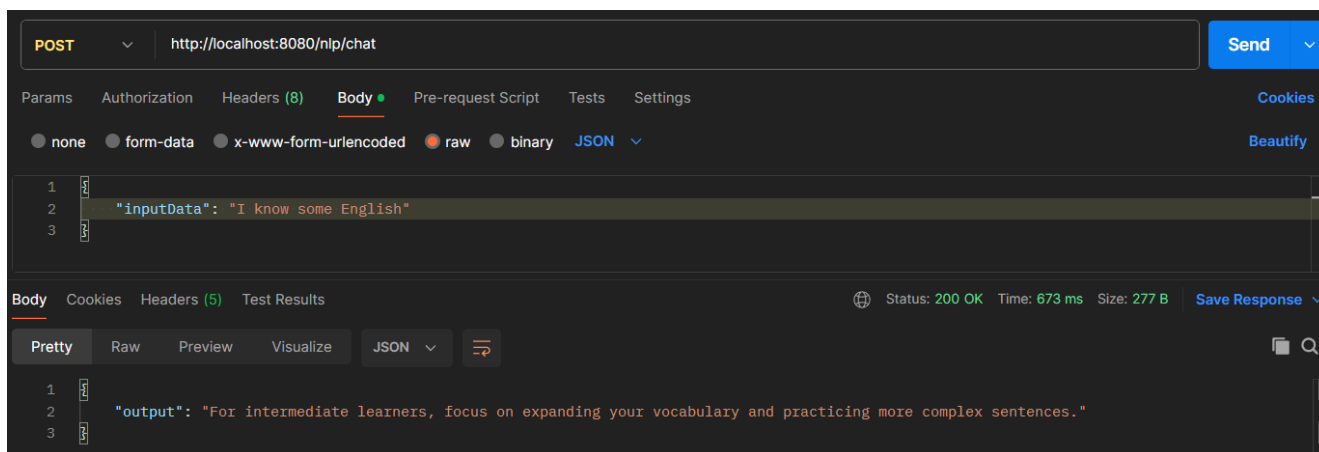 POST http://localhost:8080/nlp/chat Send
Params Authorization Headers (8) Body Pre-request Script Tests Settings Cookies
none form-data x-www-form-urlencoded raw binary JSON Beautify
1 {
2 "inputData": "I know some English"
3 }
Body Cookies Headers (5) Test Results Status: 200 OK Time: 673 ms Size: 277 B Save Response
Pretty Raw Preview Visualize JSON
1 {
2 "output": "For intermediate learners, focus on expanding your vocabulary and practicing more complex sentences."
3 }